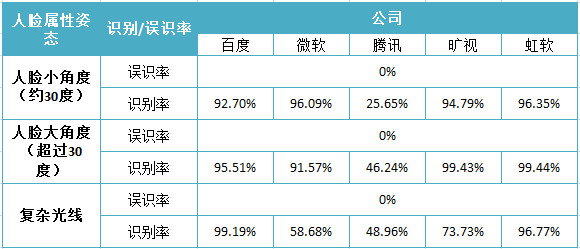 人脸属性姿态 识别/误识率 公司
百度 微软 腾讯 旷视 虹软
人脸小角度（约30度） 误识率 0%
识别率 92.70% 96.09% 25.65% 94.79% 96.35%
人脸大角度（超过30度） 误识率 0%
识别率 95.51% 91.57% 46.24% 99.43% 99.44%
复杂光线 误识率 0%
识别率 99.19% 58.68% 48.96% 73.73% 96.77%